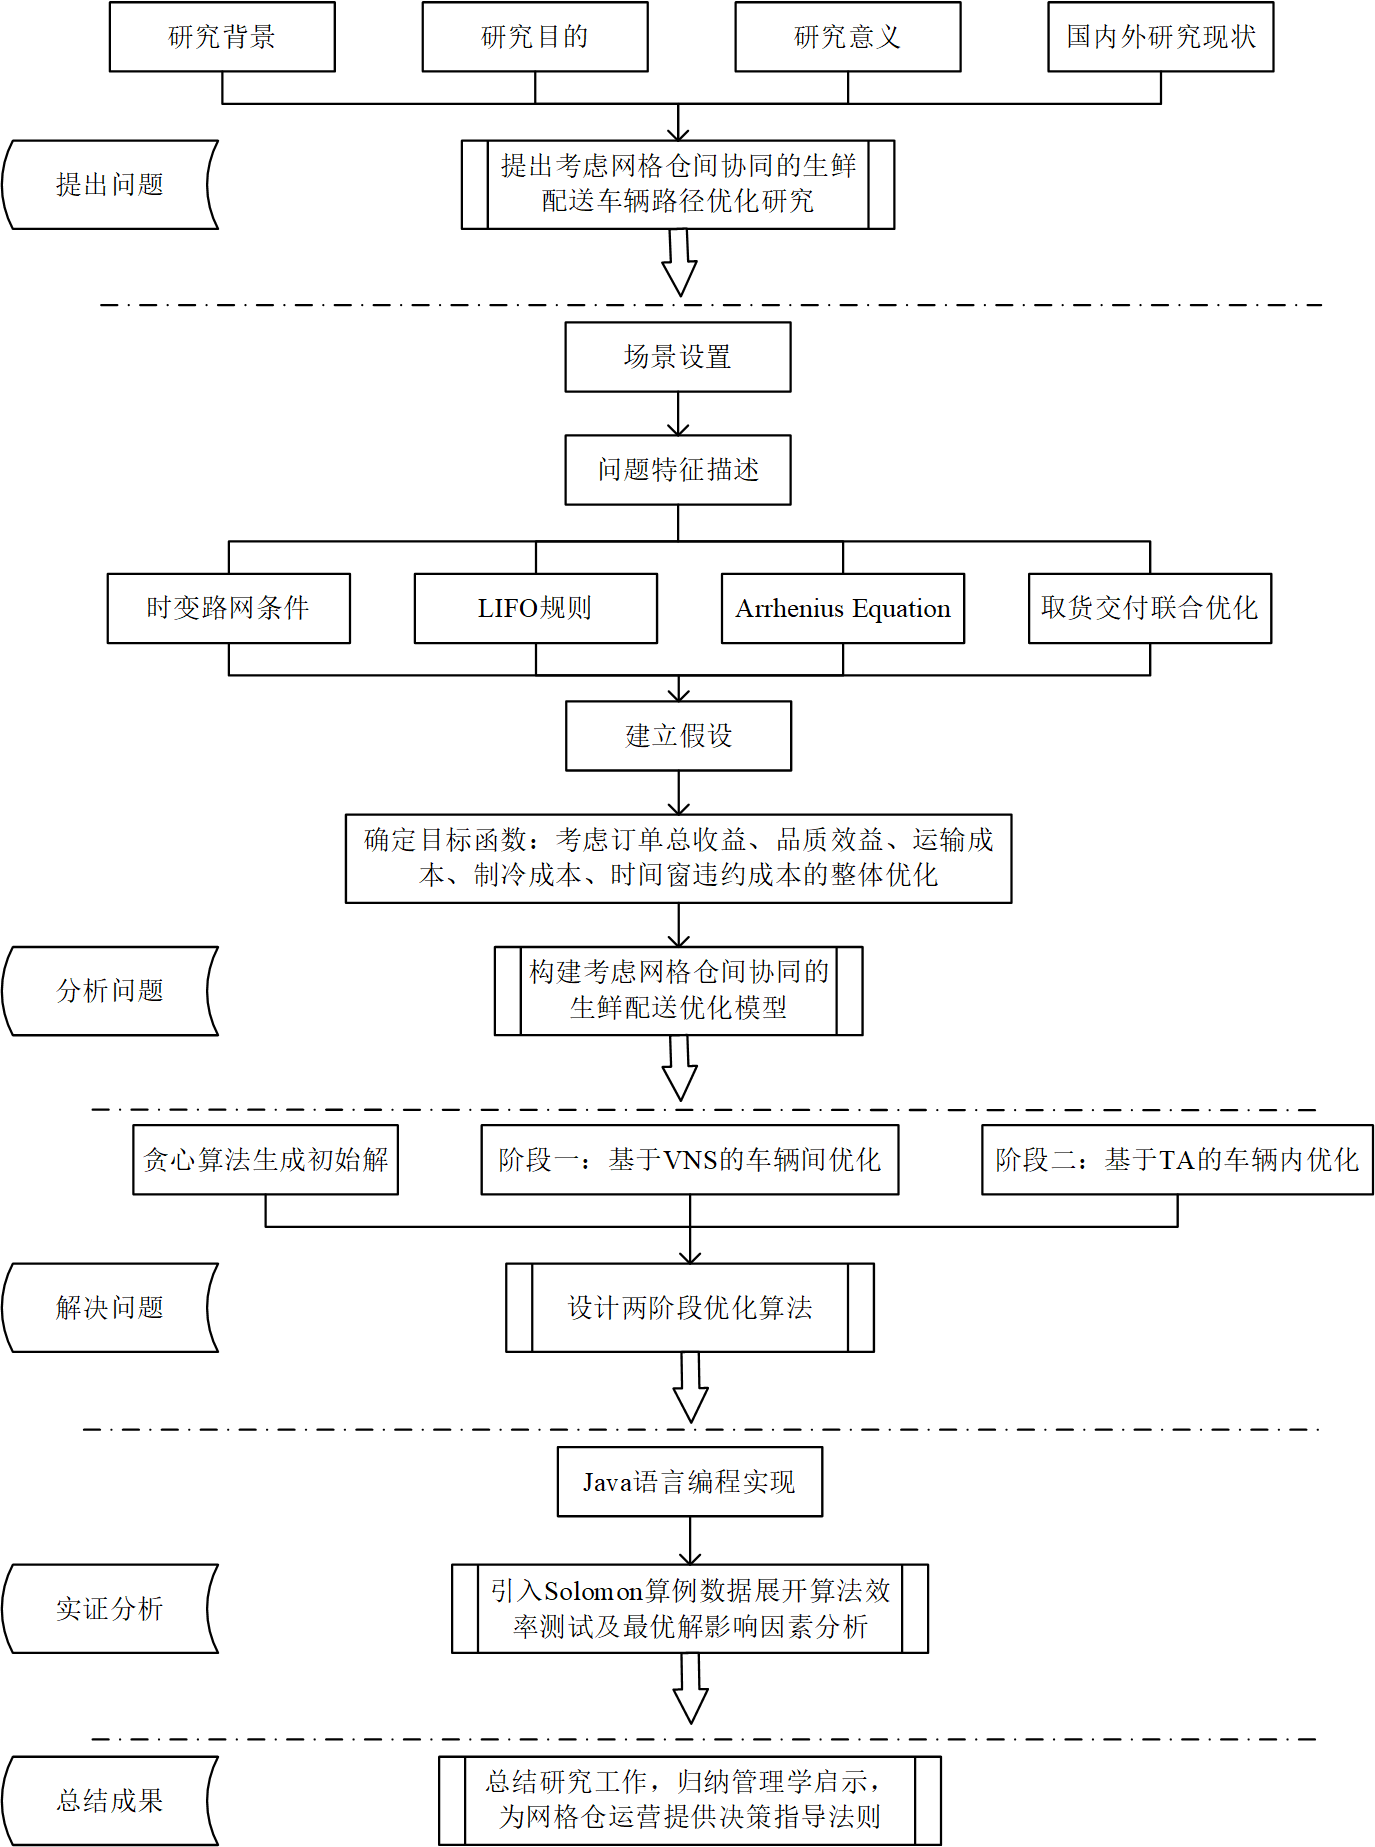 研究背景
研究目的
研究意义
国内外研究现状
提出问题
提出考虑网格仓间协同的生鲜
配送车辆路径优化研究
场景设置
问题特征描述
时变路网条件
LIFO规则
Arrhenius Equation
取货交付联合优化
建立假设
确定目标函数：考虑订单总收益、品质效益、运输成
本、制冷成本、时间窗违约成本的整体优化
分析问题
构建考虑网格仓间协同的
生鲜配送优化模型
贪心算法生成初始解
阶段一：基于VNS的车辆间优化
阶段二：基于TA的车辆内优化
解决问题
设计两阶段优化算法
Java语言编程实现
实证分析
引入Solomon算例数据展开算法效
率测试及最优解影响因素分析
总结成果
总结研究工作，归纳管理学启示，
为网格仓运营提供决策指导法则